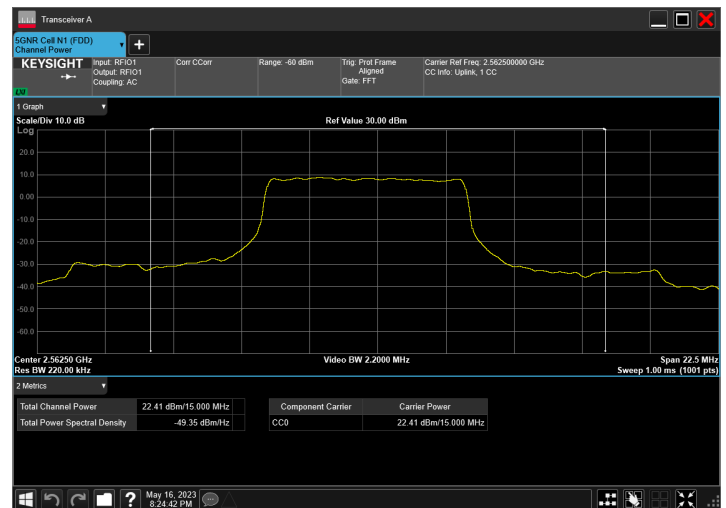 Transceiver A
5GNR Cell N1 (FDD)
Channel Power
+
KEYSIGHT
LXI
Input: RFIO1
Output: RFIO1
Coupling: AC
Corr CCorr
Range: -60 dBm
Trig: Prot Frame
Aligned
Gate: FFT
Carrier Ref Freq: 2.562500000 GHz
CC Info: Uplink, 1 CC
1 Graph
Scale/Div 10.0 dB
Ref Value 30.00 dBm
Log
20.0
10.0
0.00
-10.0
-20.0
-30.0
-40.0
-50.0
-60.0
Center 2.56250 GHz
Video BW 2.2000 MHz
Span 22.5 MHz
Res BW 220.00 kHz
Sweep 1.00 ms (1001 pts)
2 Metrics
Total Channel Power 22.41 dBm/15.000 MHz
Total Power Spectral Density -49.35 dBm/Hz
Component Carrier Carrier Power
CC0 22.41 dBm/15.000 MHz
?
May 16, 2023
8:24:42 PM